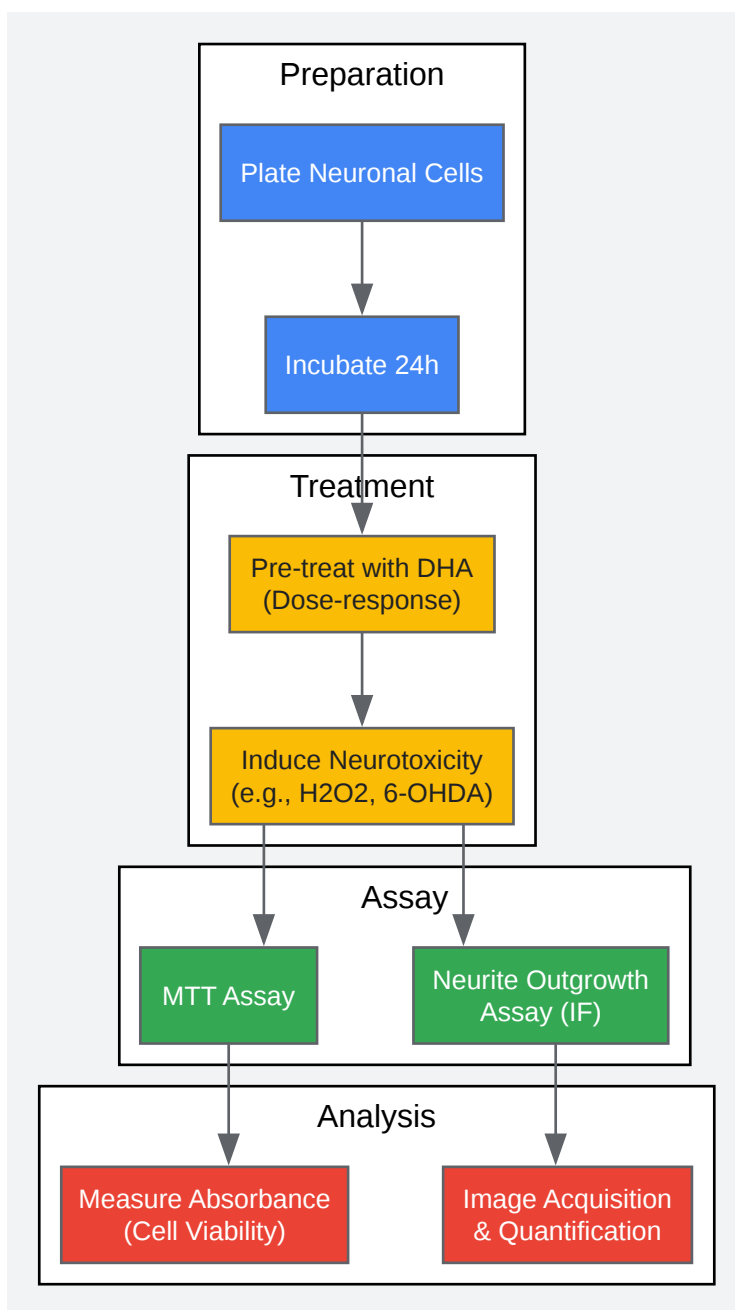 Preparation
Plate Neuronal Cells
Incubate 24h
Treatment
Pre-treat with DHA
(Dose-response)
Induce Neurotoxicity
(e.g., H2O2, 6-OHDA)
Assay
MTT Assay
Neurite Outgrowth
Assay (IF)
Analysis
Measure Absorbance
(Cell Viability)
Image Acquisition
& Quantification